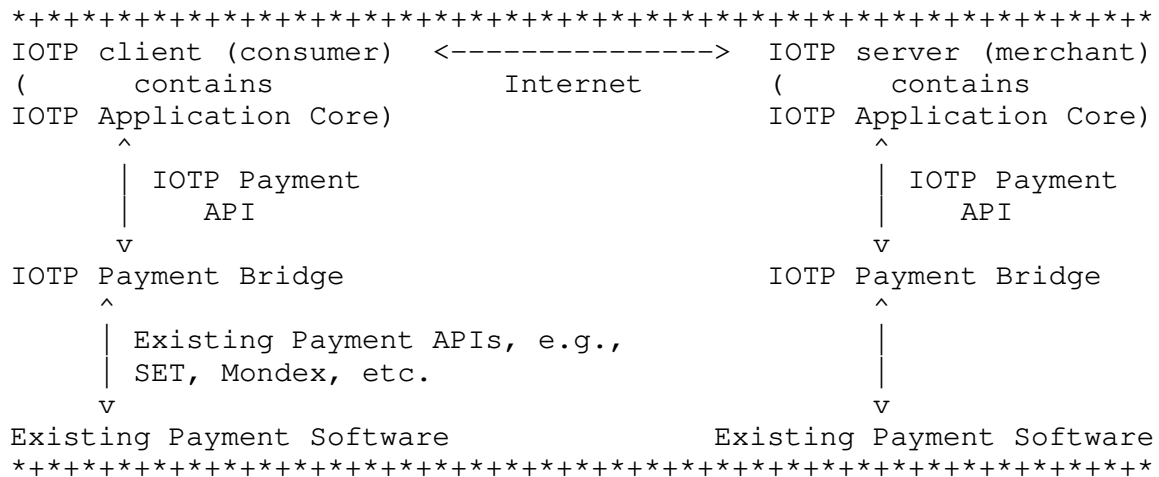 *+*+*+*+*+*+*+*+*+*+*+*+*+*+*+*+*+*+*+*+*+*+*+*+*+*+*+*+*+*+*+*+*
IOTP client (consumer)  <--------------->  IOTP server (merchant)
(      contains             Internet       (      contains
IOTP Application Core)                     IOTP Application Core)
      ^                                          ^
      | IOTP Payment                             | IOTP Payment
      |    API                                   |    API
      v                                          v
IOTP Payment Bridge                        IOTP Payment Bridge
     ^                                           ^
     | Existing Payment APIs, e.g.,              |
     | SET, Mondex, etc.                         |
     v                                           v
Existing Payment Software               Existing Payment Software
*+*+*+*+*+*+*+*+*+*+*+*+*+*+*+*+*+*+*+*+*+*+*+*+*+*+*+*+*+*+*+*+*